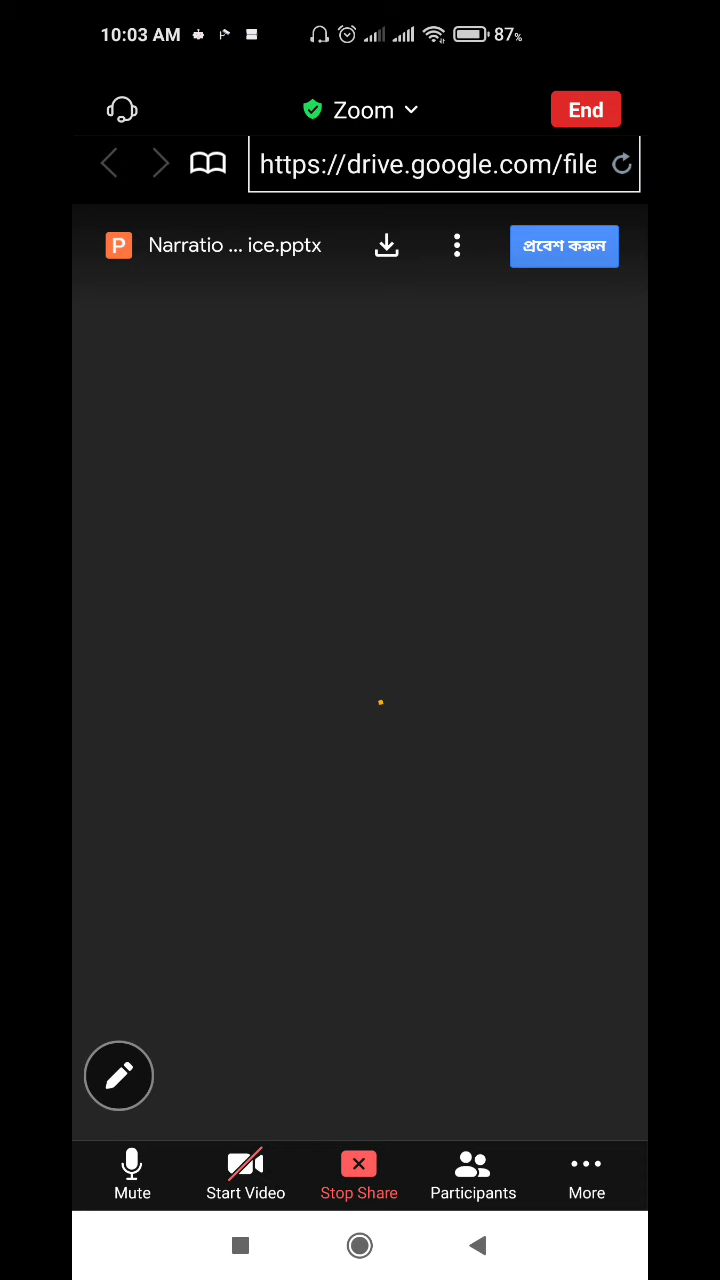 10:03 AM 87%
Zoom End
https://drive.google.com/file
Narratio ... ice.pptx প্রবেশ করুন
Mute Start Video Stop Share Participants More